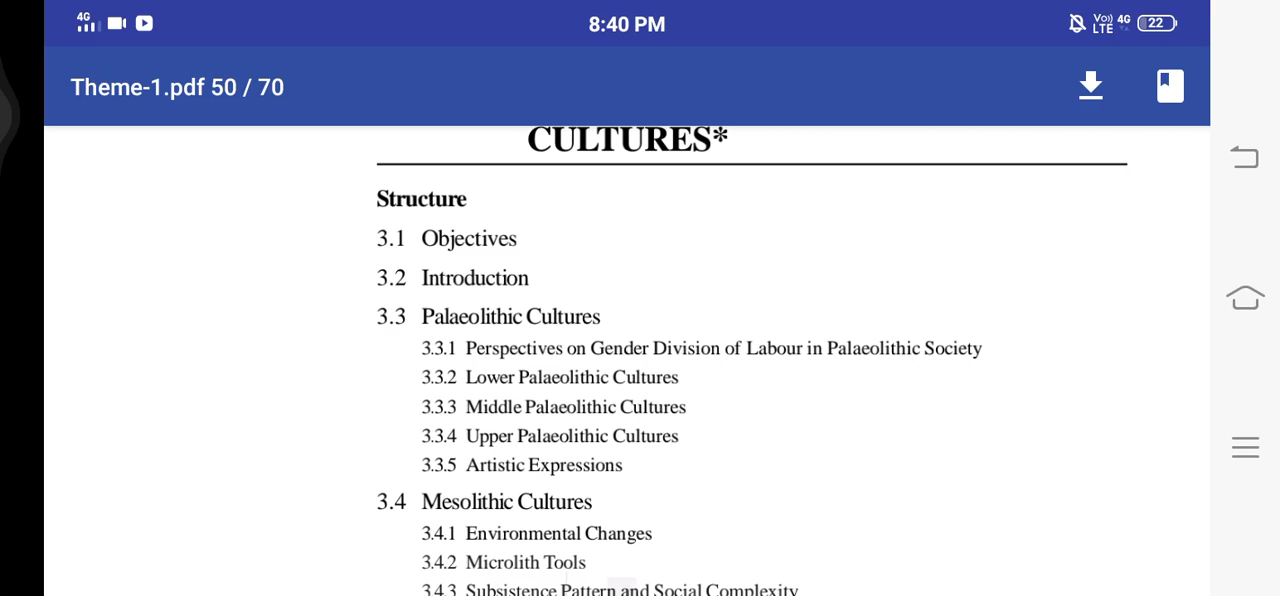 4G
8:40 PM
Vo)) LTE 4G 22
Theme-1.pdf 50 / 70
CULTURES*
Structure
3.1 Objectives
3.2 Introduction
3.3 Palaeolithic Cultures
3.3.1 Perspectives on Gender Division of Labour in Palaeolithic Society
3.3.2 Lower Palaeolithic Cultures
3.3.3 Middle Palaeolithic Cultures
3.3.4 Upper Palaeolithic Cultures
3.3.5 Artistic Expressions
3.4 Mesolithic Cultures
3.4.1 Environmental Changes
3.4.2 Microlith Tools
3.4.3 Subsistence Pattern and Social Complexity